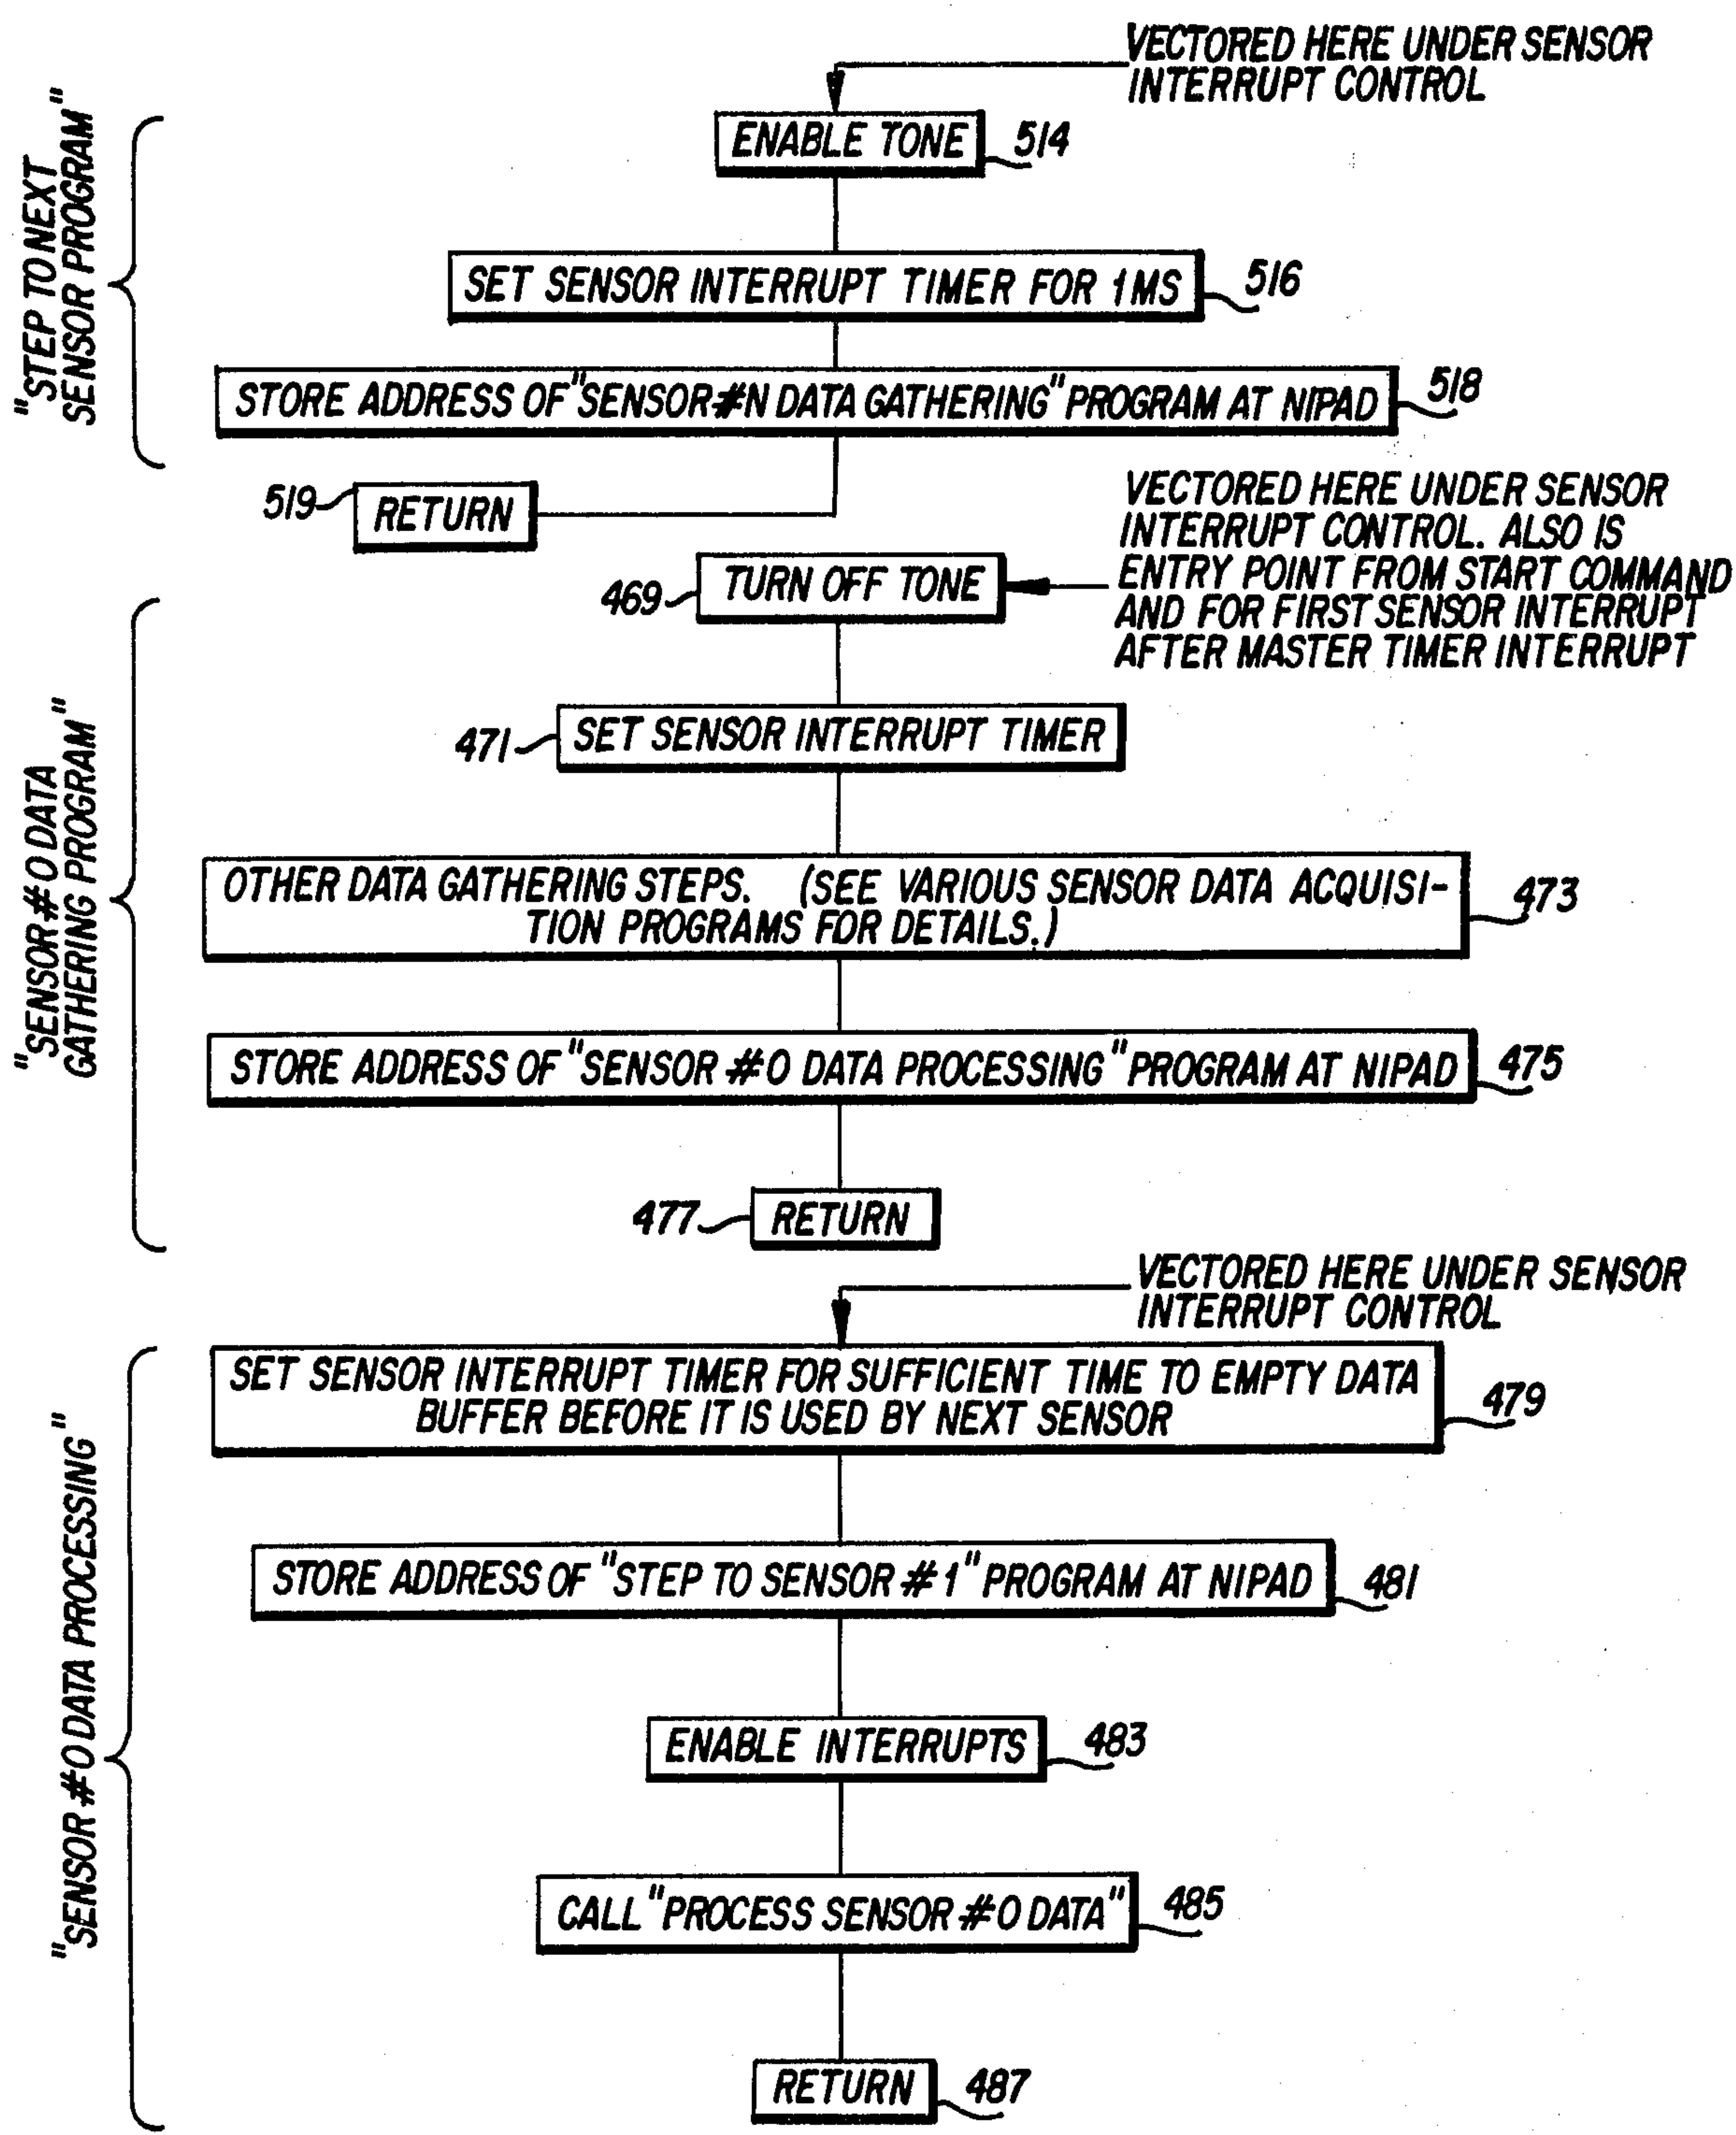 VECTORED HERE UNDER SENSOR
INTERRUPT CONTROL
"STEP TO NEXT
SENSOR PROGRAM"
ENABLE TONE
514
SET SENSOR INTERRUPT TIMER FOR 1MS
516
STORE ADDRESS OF "SENSOR #N DATA GATHERING" PROGRAM AT NIPAD
518
519
RETURN
VECTORED HERE UNDER SENSOR
INTERRUPT CONTROL. ALSO IS
ENTRY POINT FROM START COMMAND
AND FOR FIRST SENSOR INTERRUPT
AFTER MASTER TIMER INTERRUPT
"SENSOR #0 DATA
GATHERING PROGRAM"
469
TURN OFF TONE
471
SET SENSOR INTERRUPT TIMER
OTHER DATA GATHERING STEPS. (SEE VARIOUS SENSOR DATA ACQUISI-
TION PROGRAMS FOR DETAILS.)
473
STORE ADDRESS OF "SENSOR #0 DATA PROCESSING" PROGRAM AT NIPAD
475
477
RETURN
VECTORED HERE UNDER SENSOR
INTERRUPT CONTROL
"SENSOR #0 DATA PROCESSING"
SET SENSOR INTERRUPT TIMER FOR SUFFICIENT TIME TO EMPTY DATA
BUFFER BEFORE IT IS USED BY NEXT SENSOR
479
STORE ADDRESS OF "STEP TO SENSOR #1" PROGRAM AT NIPAD
481
ENABLE INTERRUPTS
483
CALL "PROCESS SENSOR #0 DATA"
485
RETURN
487